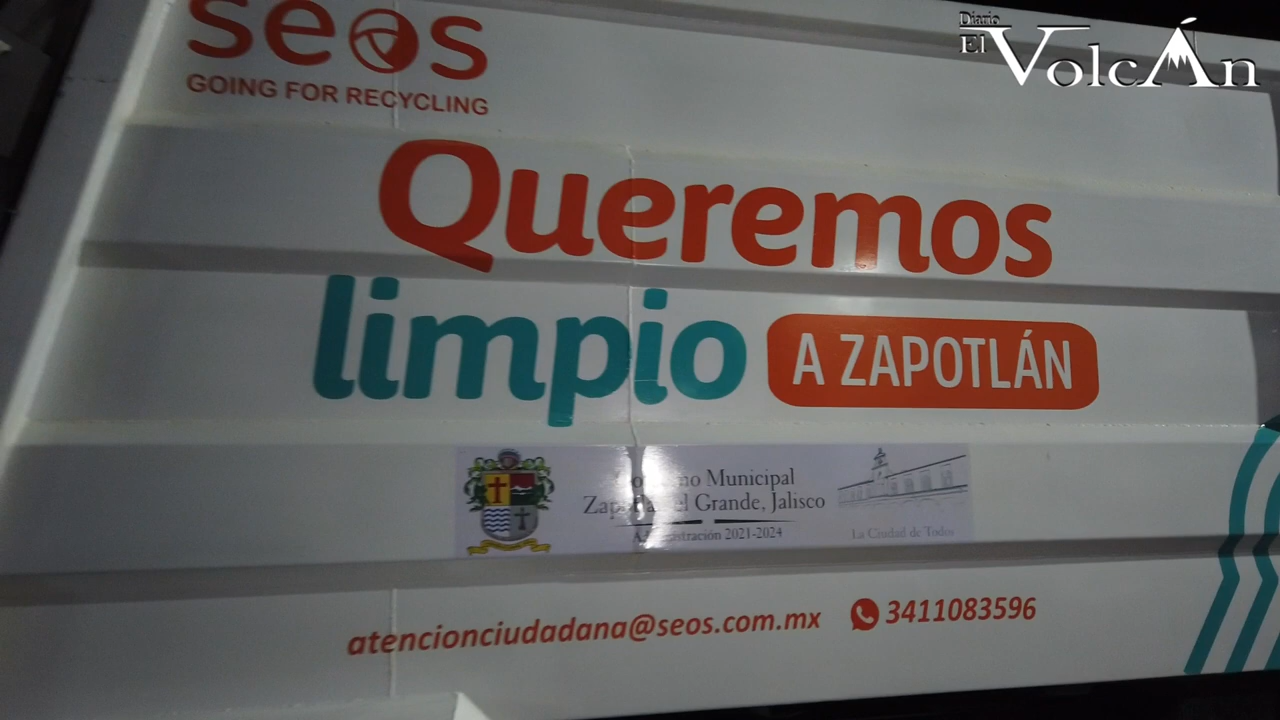 seos
GOING FOR RECYCLING
Diario
El Volcán
Queremos
limpio A ZAPOTLÁN
Municipal
el Grande, Jalisco
Administración 2021-2024
La Ciudad de Todos
atencionciudadana@seos.com.mx 3411083596